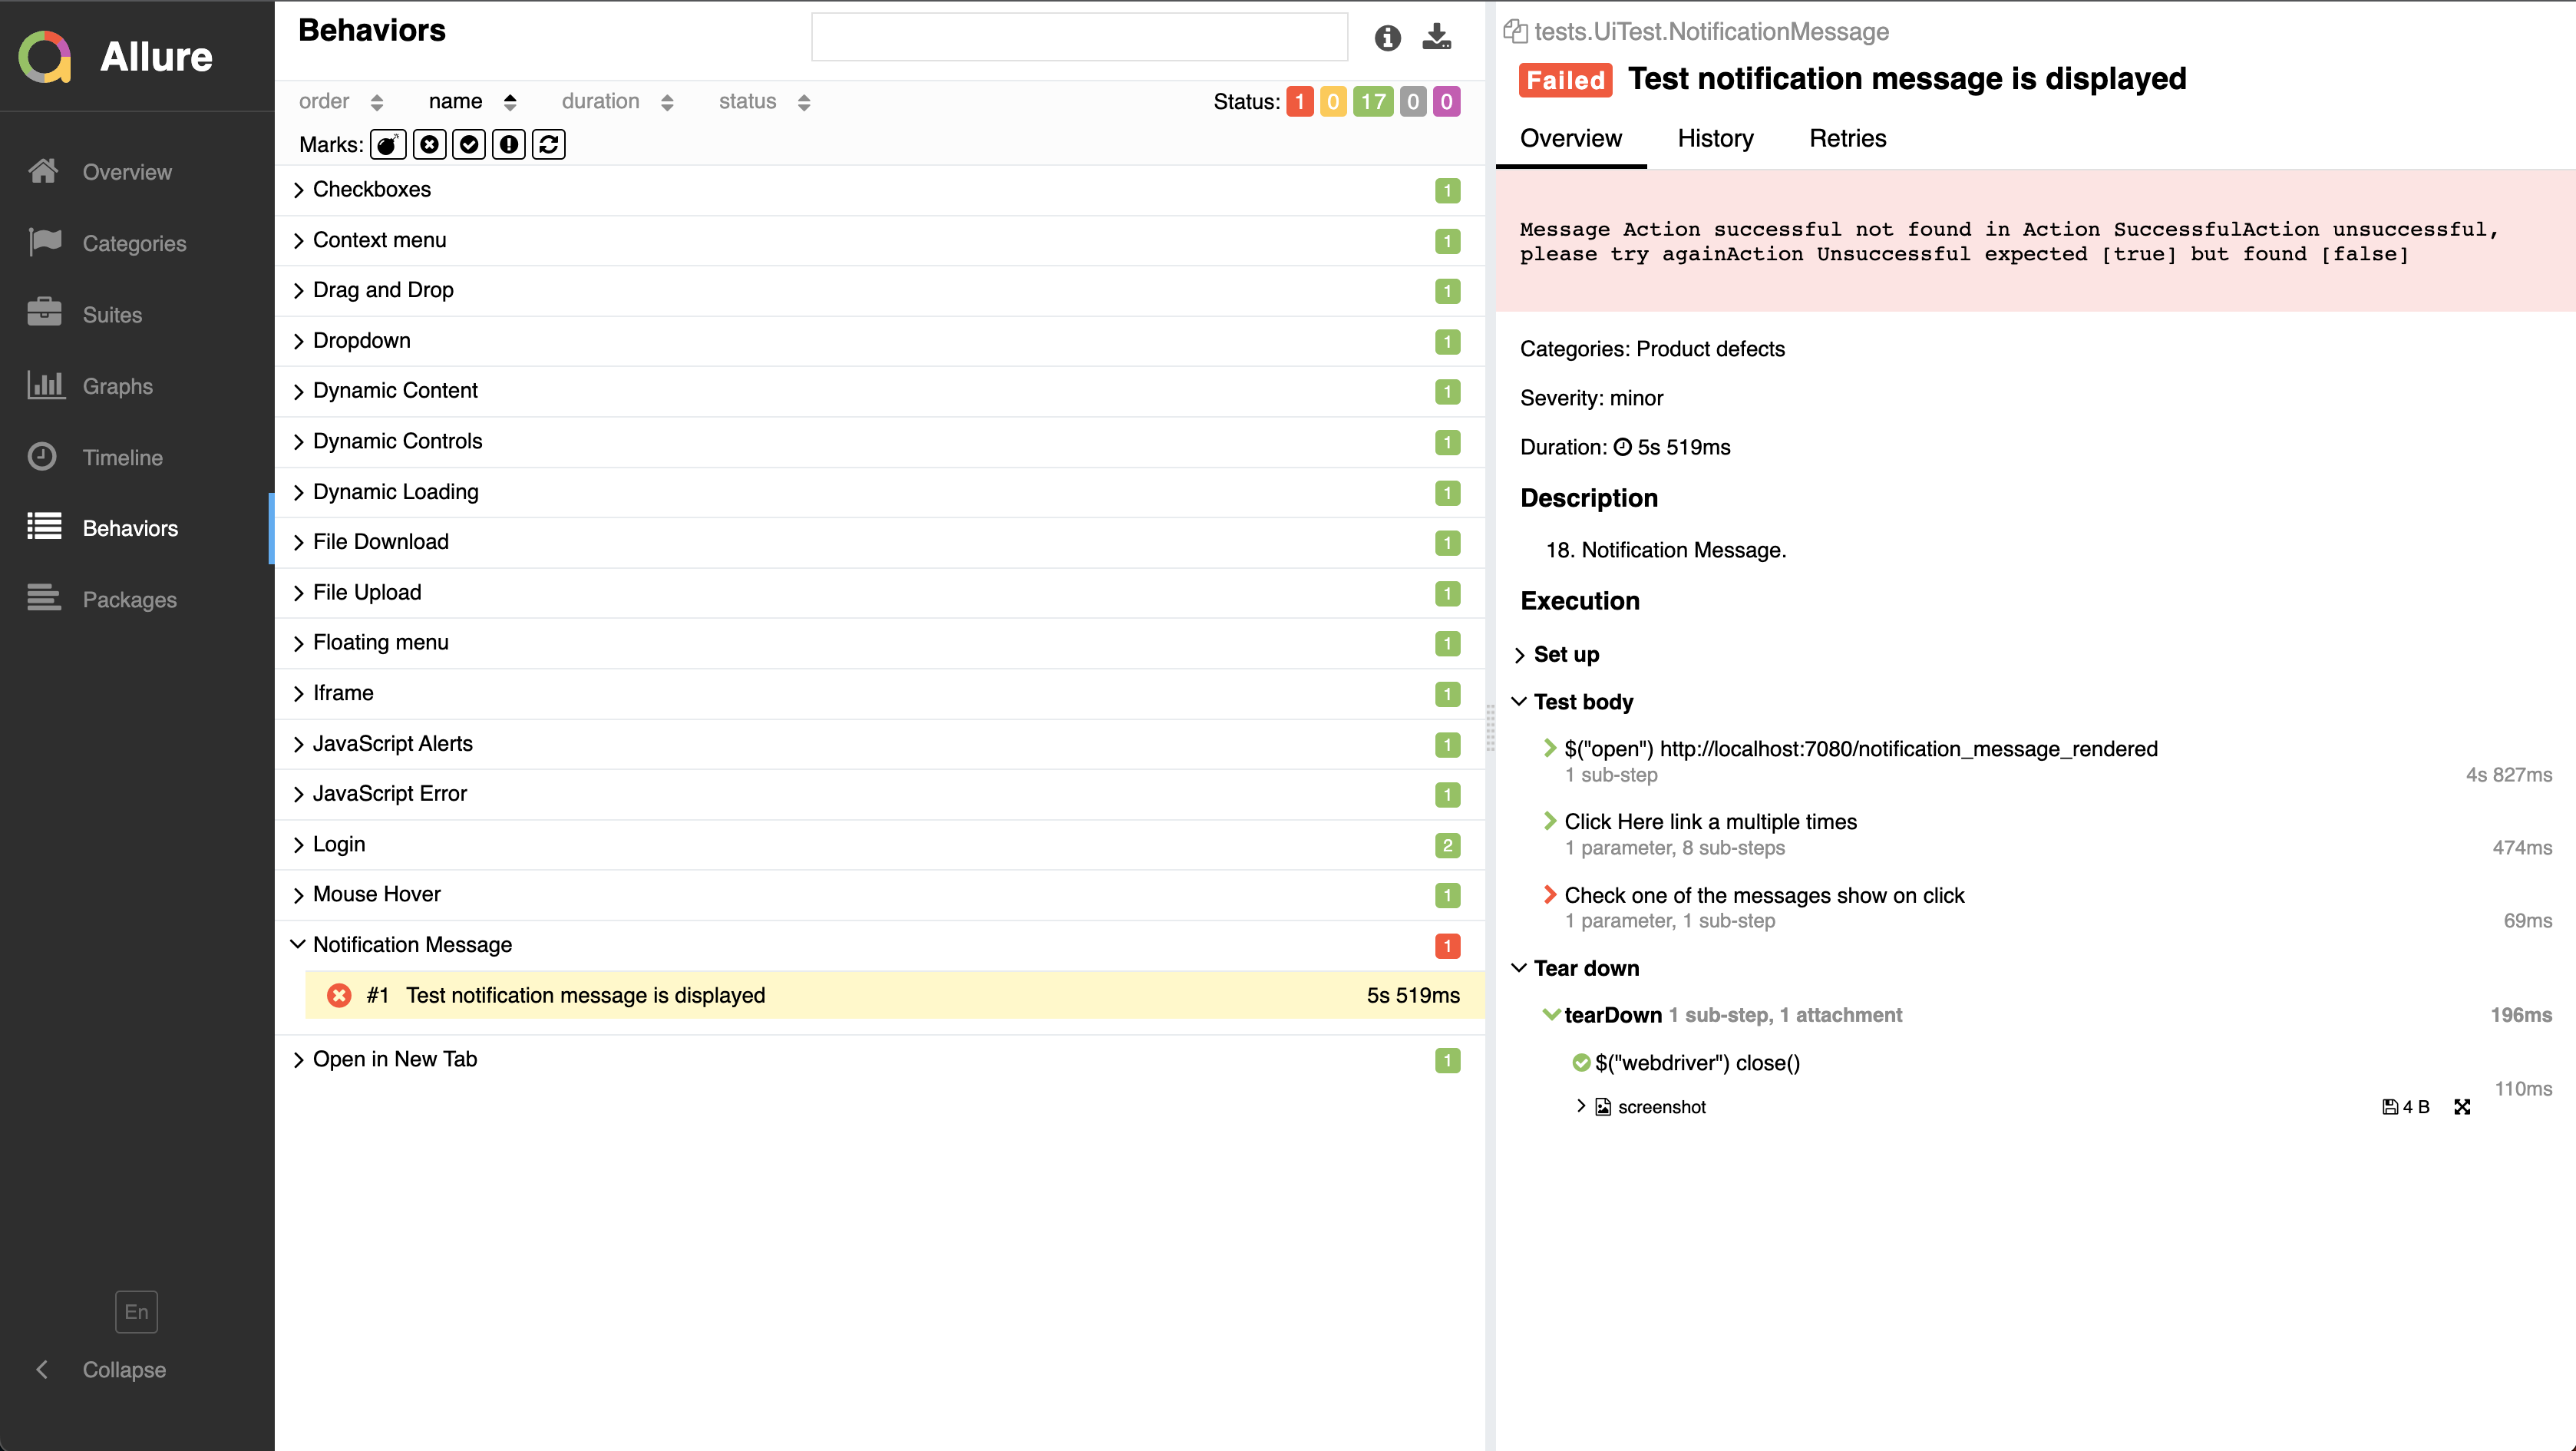 Allure
Overview
Categories
Suites
Graphs
Timeline
Behaviors
Packages
En
Collapse
Behaviors
order name duration status
Status: 1 0 17 0 0
Marks:
Checkboxes 1
Context menu 1
Drag and Drop 1
Dropdown 1
Dynamic Content 1
Dynamic Controls 1
Dynamic Loading 1
File Download 1
File Upload 1
Floating menu 1
Iframe 1
JavaScript Alerts 1
JavaScript Error 1
Login 2
Mouse Hover 1
Notification Message 1
#1 Test notification message is displayed 5s 519ms
Open in New Tab 1
tests.UiTest.NotificationMessage
Failed Test notification message is displayed
Overview History Retries
Message Action successful not found in Action SuccessfulAction unsuccessful,
please try againAction Unsuccessful expected [true] but found [false]
Categories: Product defects
Severity: minor
Duration: 5s 519ms
Description
18. Notification Message.
Execution
Set up
Test body
$("open") http://localhost:7080/notification_message_rendered
1 sub-step 4s 827ms
Click Here link a multiple times
1 parameter, 8 sub-steps 474ms
Check one of the messages show on click
1 parameter, 1 sub-step 69ms
Tear down
tearDown 1 sub-step, 1 attachment 196ms
$("webdriver") close()
110ms
screenshot 4 B